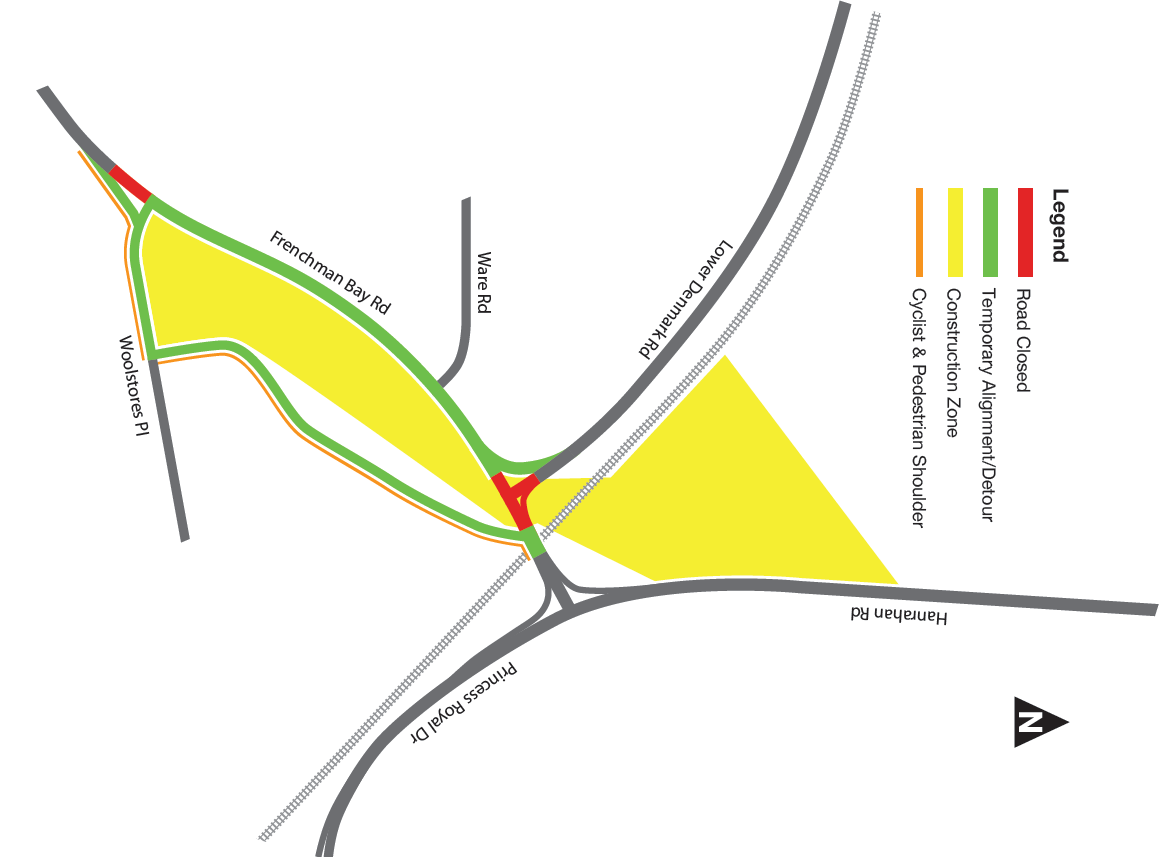 Legend
Road Closed
Temporary Alignment/Detour
Construction Zone
Cyclist & Pedestrian Shoulder
Lower Denmark Rd
Ware Rd
Frenchman Bay Rd
Woolstores Pl
Hanrahan Rd
Princess Royal Dr
N